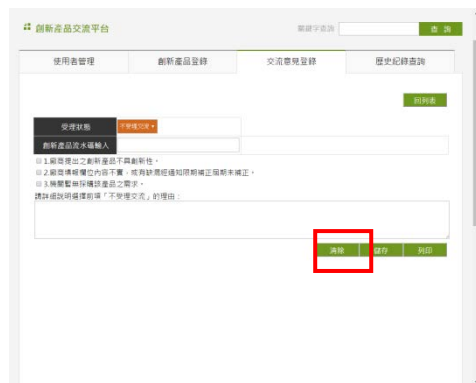 創新產品交流平台
關鍵字查詢
查 詢
使用者管理
創新產品登錄
交流意見登錄
歷史紀錄查詢
回列表
受理狀態
不受理交流
創新產品流水碼輸入
1.廠商提出之創新產品不具創新性。
2.廠商填報欄位內容不實,或有缺漏經通知限期補正屆期未補正。
3.機關暫無採購該產品之需求。
請詳細說明選擇前項「不受理交流」的理由:
清除
儲存
列印